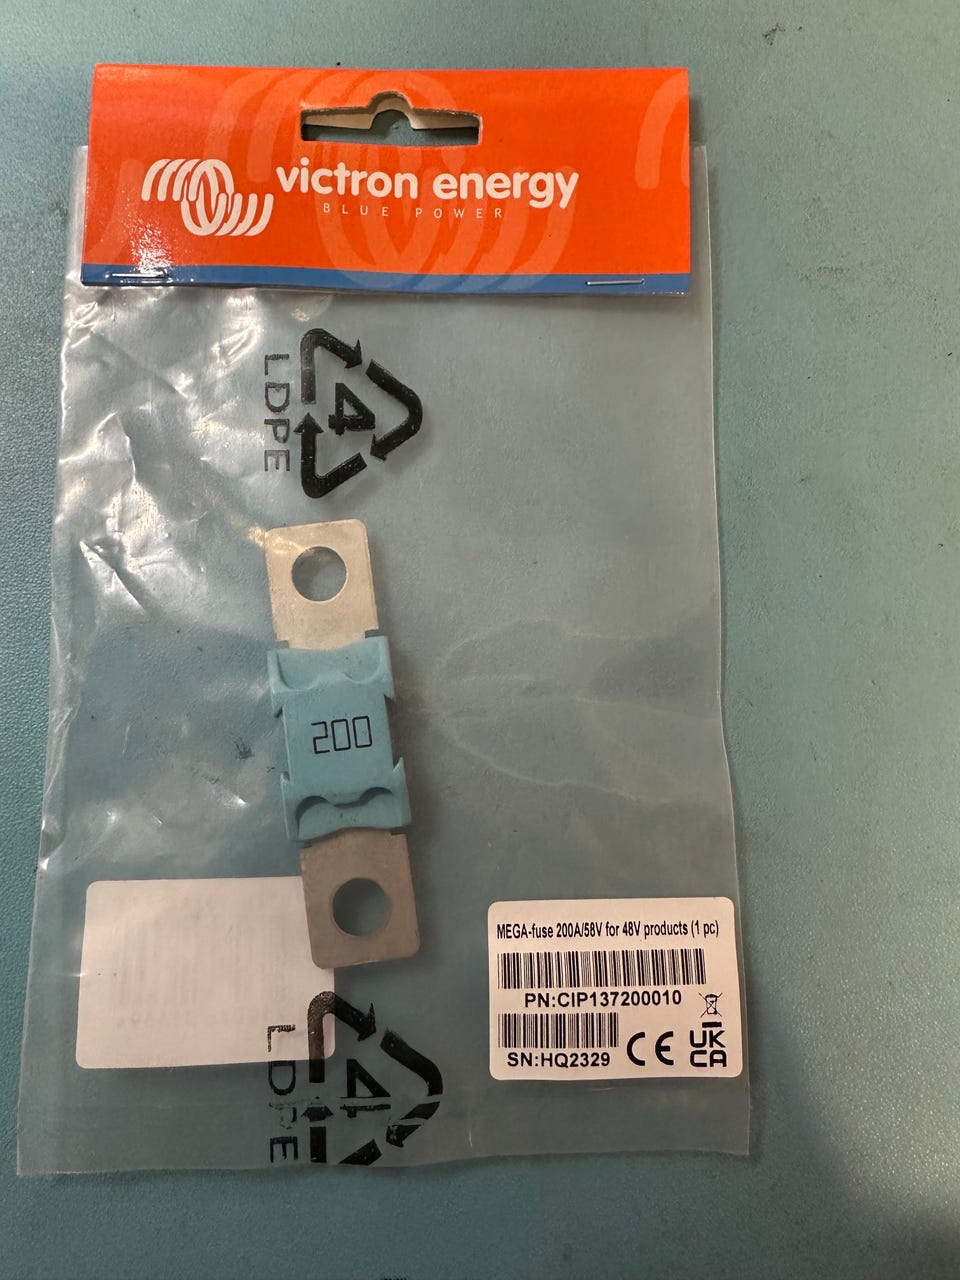 victron energy
BLUE POWER
4
LDPE
200
MEGA-fuse 200A/58V for 48V products (1 pc)
PN:CIP137200010
SN:HQ2329
CE
UK
CA
4
LDPE